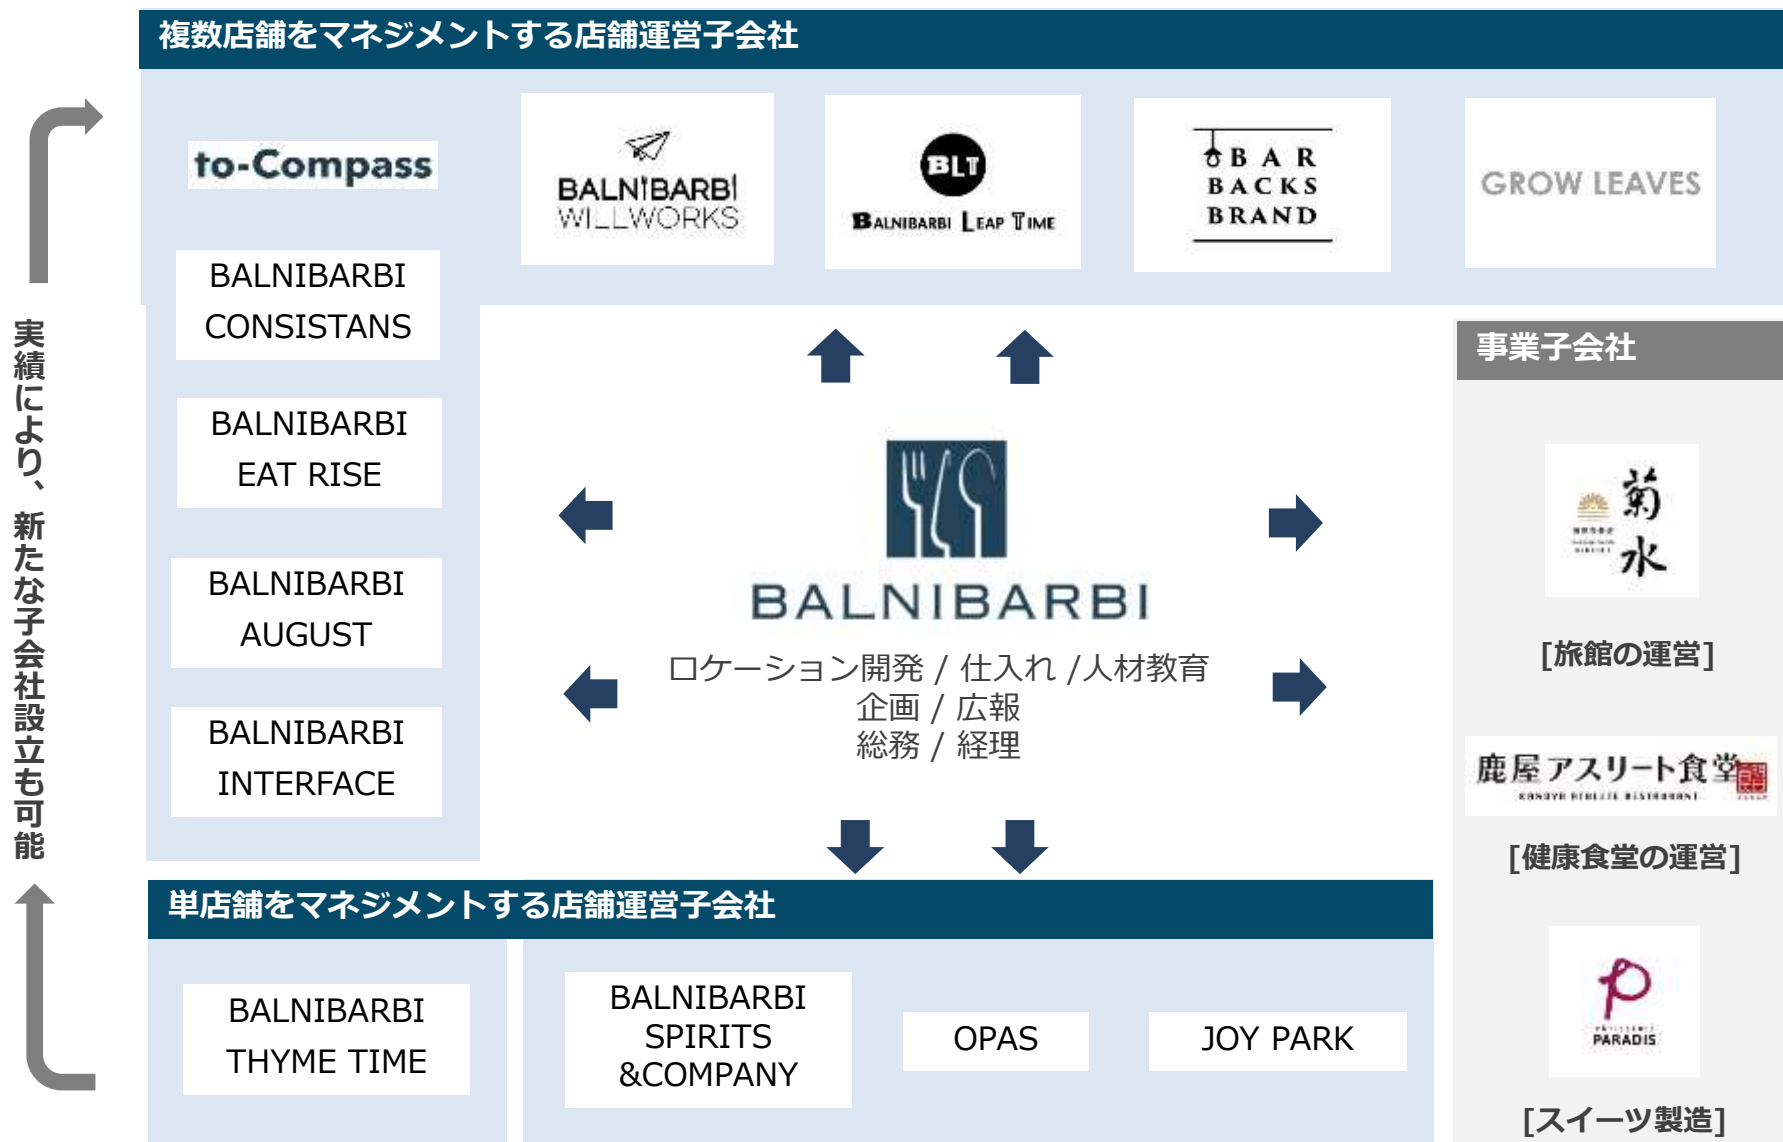 複数店舗をマネジメントする店舗運営子会社
to-Compass
BALNIBARBI
WILLWORKS
BLT
BALNIBARBI LEAP TIME
BAR
BACKS
BRAND
GROW LEAVES
BALNIBARBI
CONSISTANS
BALNIBARBI
EAT RISE
BALNIBARBI
AUGUST
BALNIBARBI
INTERFACE
実績により、新たな子会社設立も可能
BALNIBARBI
ロケーション開発 / 仕入れ /人材教育
企画 / 広報
総務 / 経理
事業子会社
菊水
[旅館の運営]
鹿屋アスリート食堂
KANOYA ATHLETE RESTAURANT
[健康食堂の運営]
PARADIS
[スイーツ製造]
単店舗をマネジメントする店舗運営子会社
BALNIBARBI
THYME TIME
BALNIBARBI
SPIRITS
&COMPANY
OPAS
JOY PARK